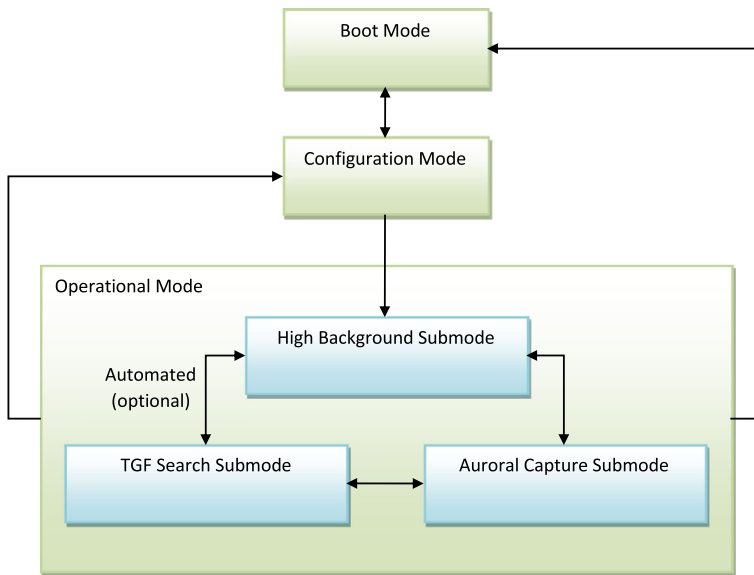 Boot Mode
Configuration Mode
Operational Mode
High Background Submode
Automated
(optional)
TGF Search Submode
Auroral Capture Submode